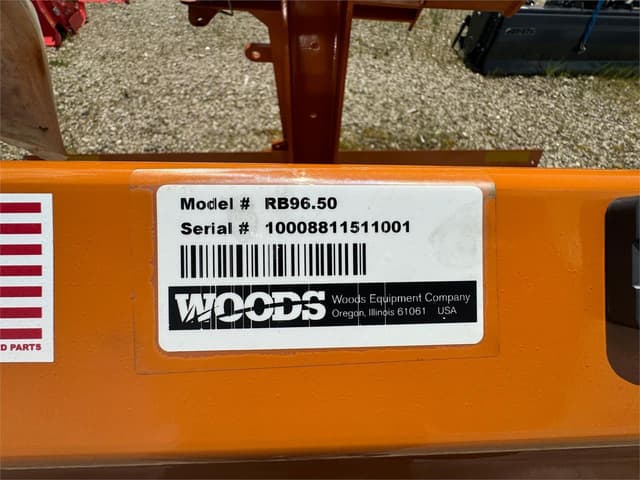 Model # RB96.50
Serial # 10008811511001
WOODS
Woods Equipment Company
Oregon, Illinois 61061 USA
PARTS